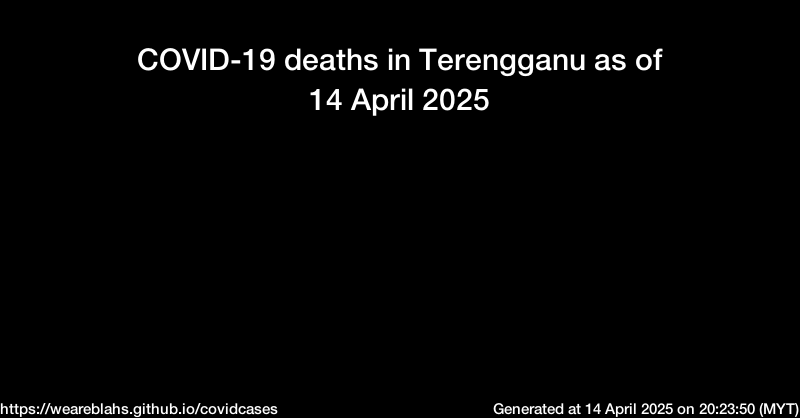 COVID-19 deaths in Terengganu as of
14 April 2025
https://weareblahs.github.io/covidcases
Generated at 14 April 2025 on 20:23:50 (MYT)